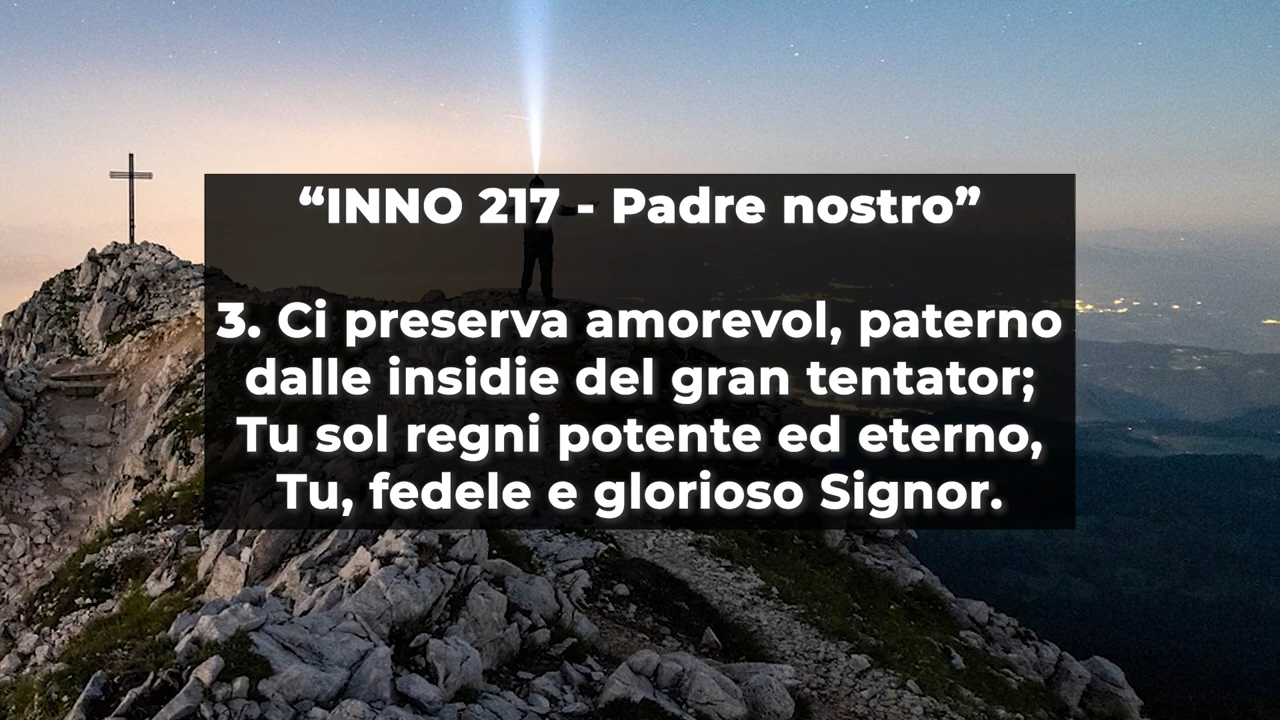 “INNO 217 - Padre nostro”
3. Ci preserva amorevol, paterno
dalle insidie del gran tentator;
Tu sol regni potente ed eterno,
Tu, fedele e glorioso Signor.